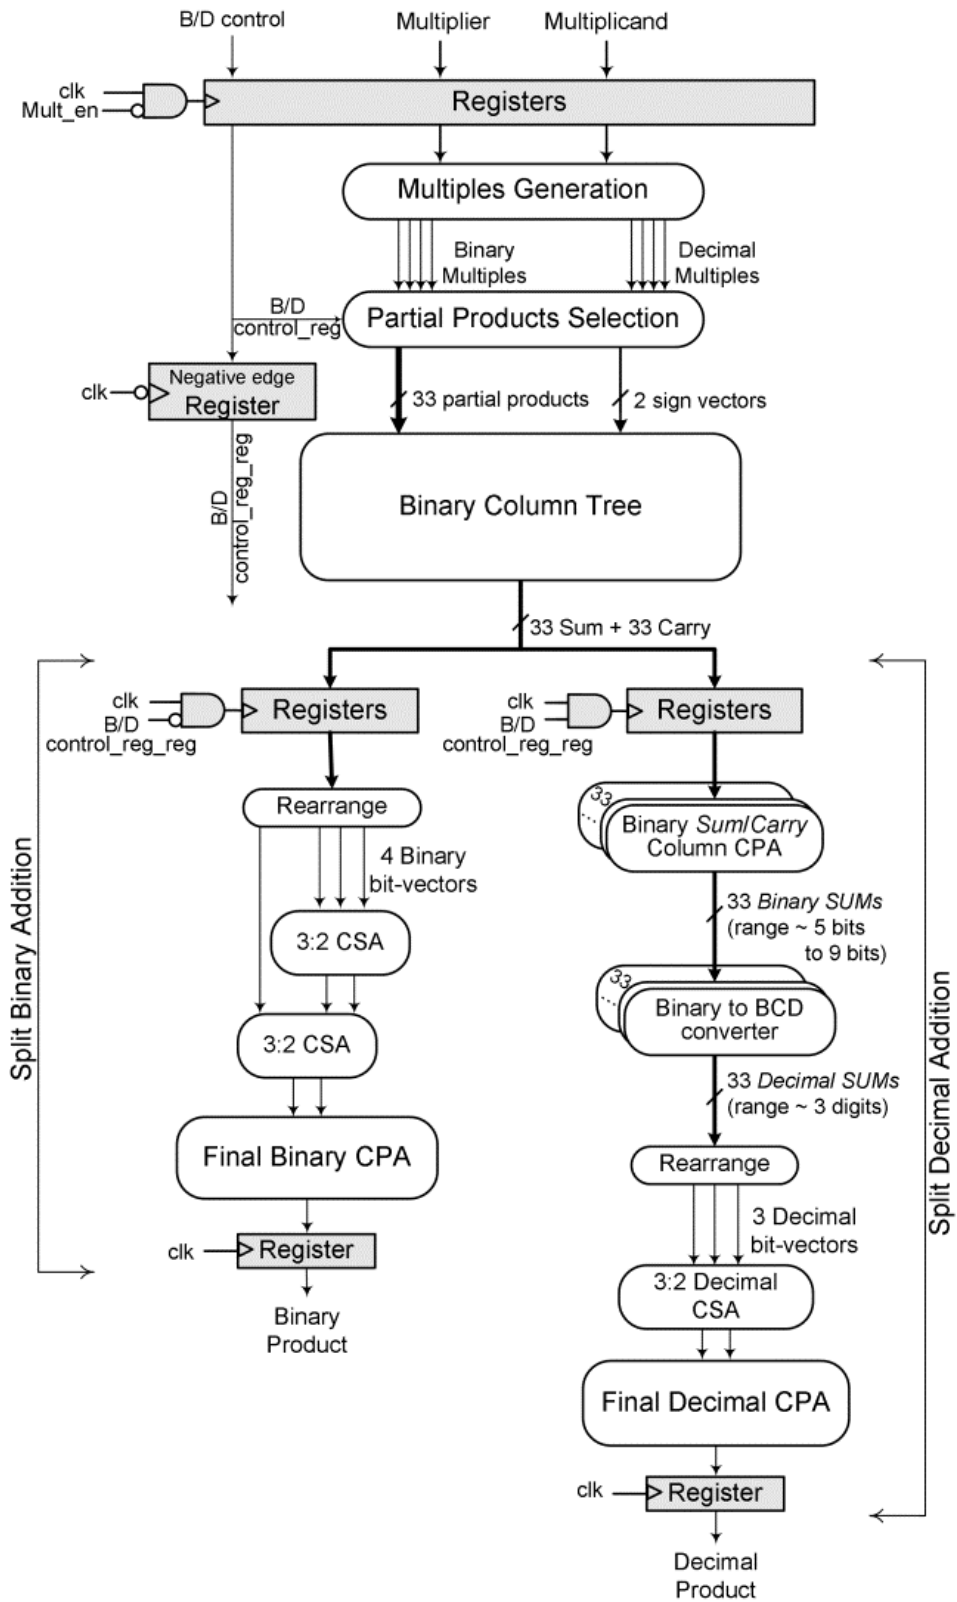 B/D control
Multiplier
Multiplicand
clk
Mult_en
Registers
Multiples Generation
Binary
Multiples
Decimal
Multiples
B/D
control_reg
Partial Products Selection
Negative edge
Register
clk
33 partial products
2 sign vectors
B/D
control_reg_reg
Binary Column Tree
33 Sum + 33 Carry
Split Binary Addition
clk
B/D
control_reg_reg
Registers
Rearrange
4 Binary
bit-vectors
3:2 CSA
3:2 CSA
Final Binary CPA
clk
Register
Binary
Product
clk
B/D
control_reg_reg
Registers
33
.....
Binary Sum/Carry
Column CPA
33 Binary SUMs
(range ~ 5 bits
to 9 bits)
33
.....
Binary to BCD
converter
33 Decimal SUMs
(range ~ 3 digits)
Rearrange
3 Decimal
bit-vectors
3:2 Decimal
CSA
Final Decimal CPA
clk
Register
Decimal
Product
Split Decimal Addition